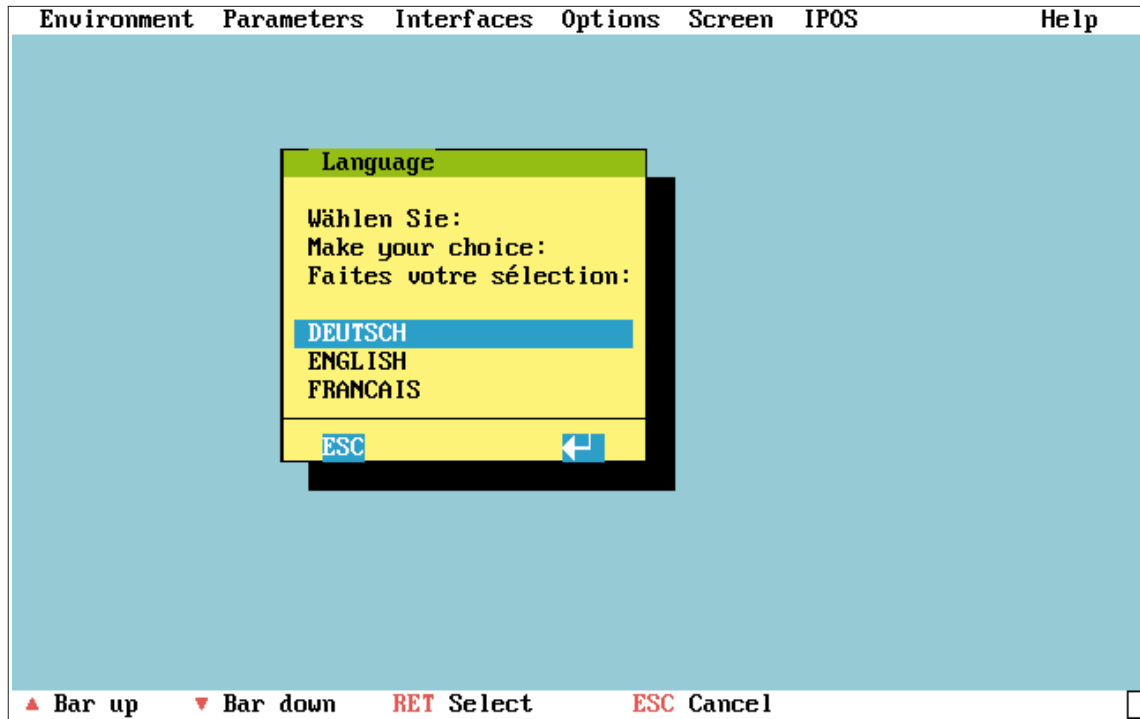 Environment Parameters Interfaces Options Screen IPOS Help
Language
Wählen Sie:
Make your choice:
Faites votre sélection:
DEUTSCH
ENGLISH
FRANCAIS
ESC
▲ Bar up ▼ Bar down RET Select ESC Cancel